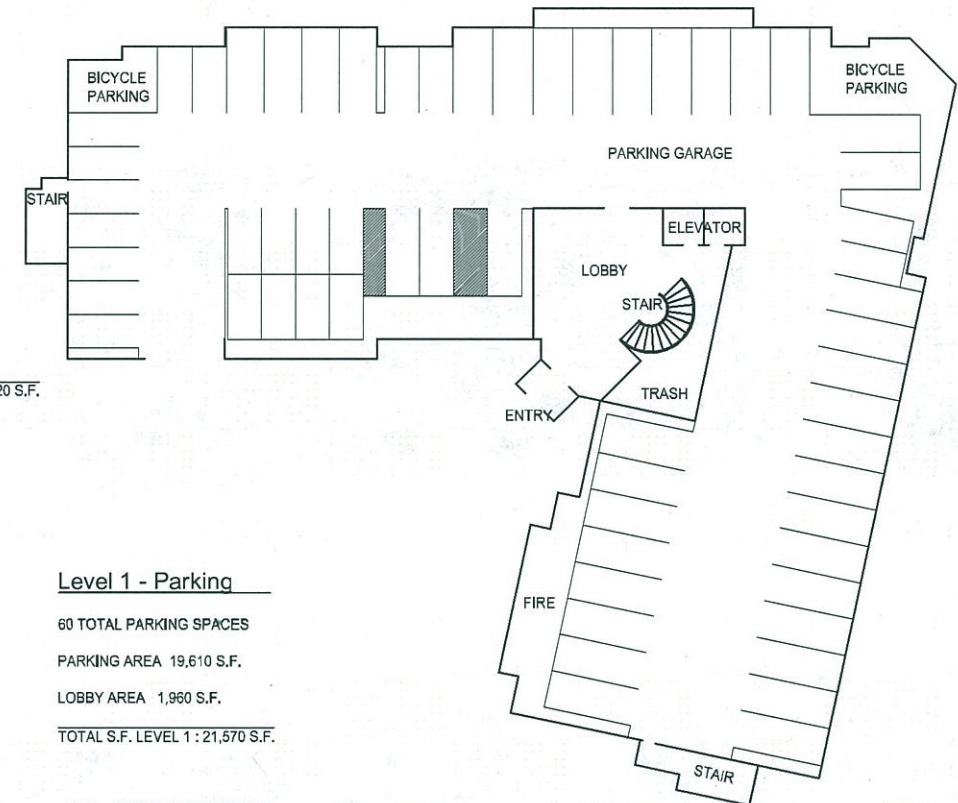 BICYCLE
PARKING
BICYCLE
PARKING
PARKING GARAGE
STAIR
ELEVATOR
LOBBY
STAIR
TRASH
ENTRY
20 S.F.
FIRE
STAIR
Level 1 - Parking
60 TOTAL PARKING SPACES
PARKING AREA 19,610 S.F.
LOBBY AREA 1,960 S.F.
TOTAL S.F. LEVEL 1 : 21,570 S.F.